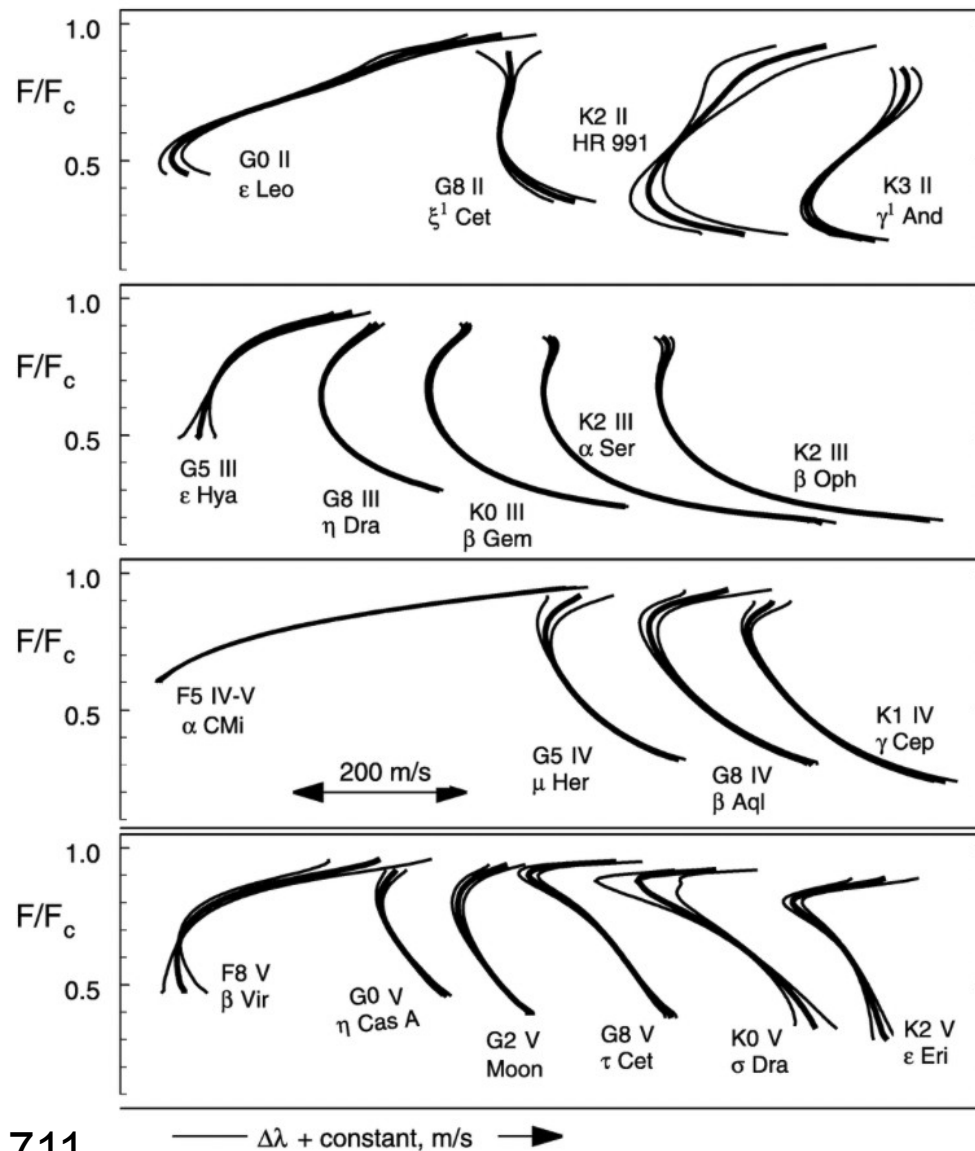 1.0
F/Fc
0.5
G0 II
ε Leo
G8 II
ξ¹ Cet
K2 II
HR 991
K3 II
γ¹ And
1.0
F/Fc
0.5
G5 III
ε Hya
G8 III
η Dra
K0 III
β Gem
K2 III
α Ser
K2 III
β Oph
1.0
F/Fc
0.5
F5 IV-V
α CMi
200 m/s
G5 IV
μ Her
G8 IV
β Aql
K1 IV
γ Cep
1.0
F/Fc
0.5
F8 V
β Vir
G0 V
η Cas A
G2 V
Moon
G8 V
τ Cet
K0 V
σ Dra
K2 V
ε Eri
711
Δλ + constant, m/s